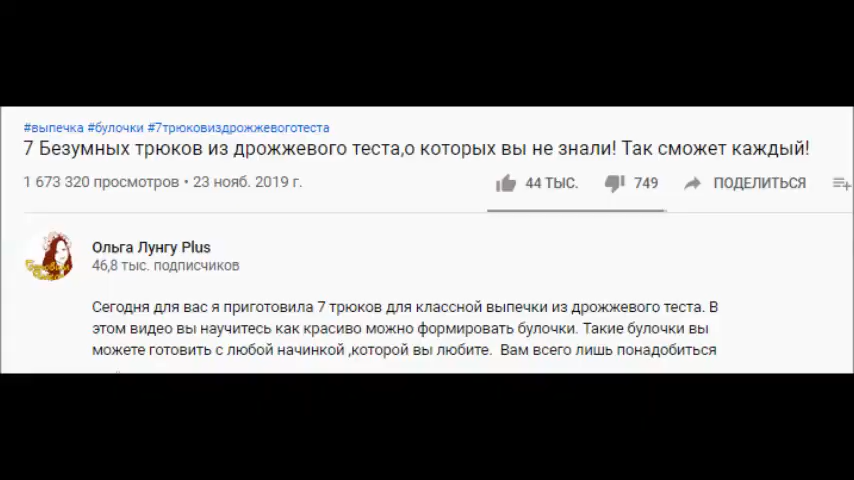 #выпечка #булочки #7трюковиздрожжевоготеста
7 Безумных трюков из дрожжевого теста,о которых вы не знали! Так сможет каждый!
1 673 320 просмотров • 23 нояб. 2019 г.
44 ТЫС.
749
ПОДЕЛИТЬСЯ
Ольга Лунгу Plus
46,8 тыс. подписчиков
Сегодня для вас я приготовила 7 трюков для классной выпечки из дрожжевого теста. В
этом видео вы научитесь как красиво можно формировать булочки. Такие булочки вы
можете готовить с любой начинкой ,которой вы любите. Вам всего лишь понадобиться